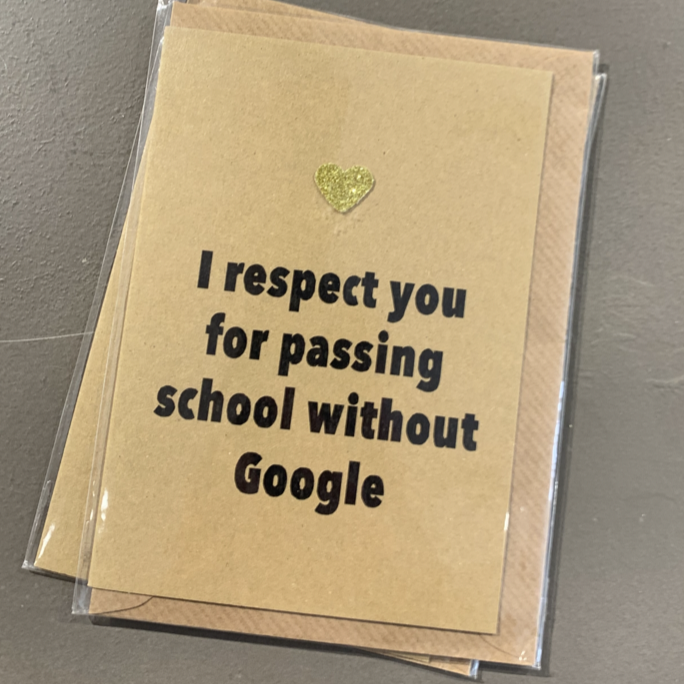 I respect you
for passing
school without
Google